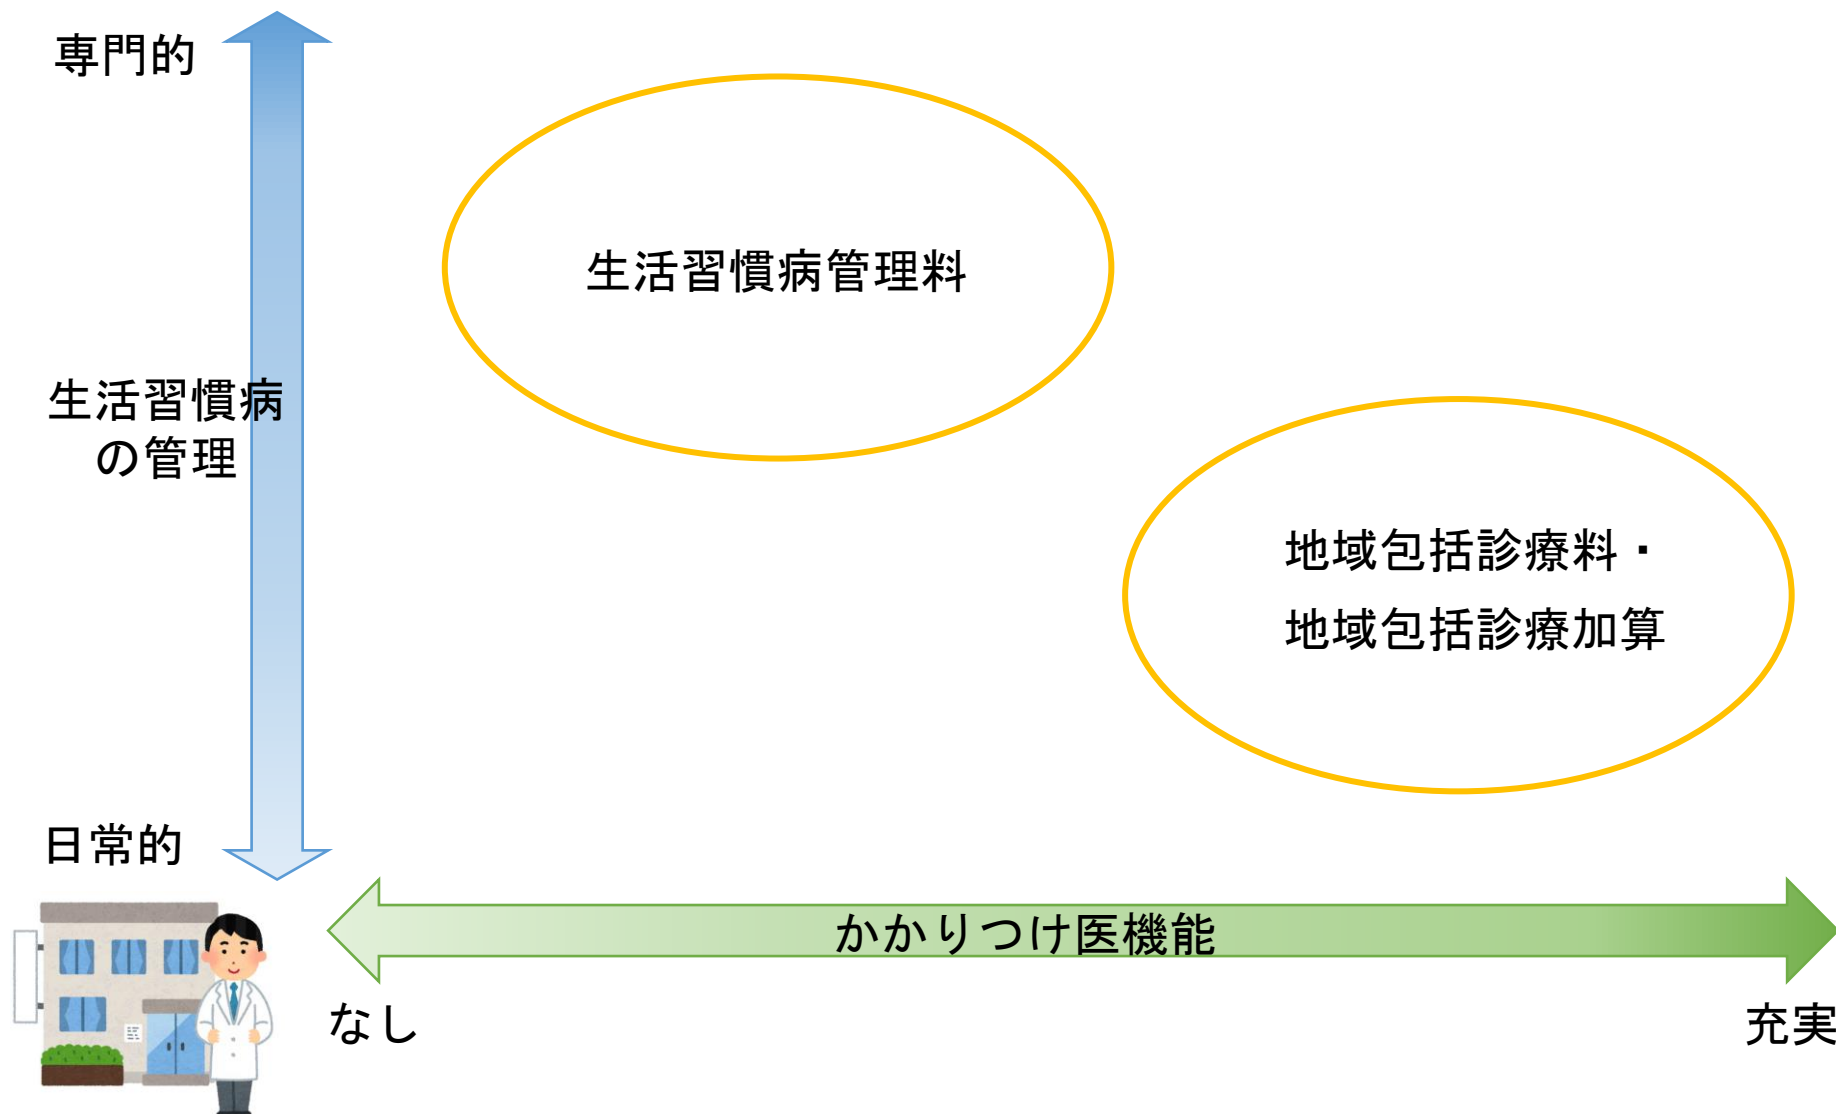 専門的
生活習慣病管理料
生活習慣病
の管理
地域包括診療料・
地域包括診療加算
日常的
かかりつけ医機能
なし
充実